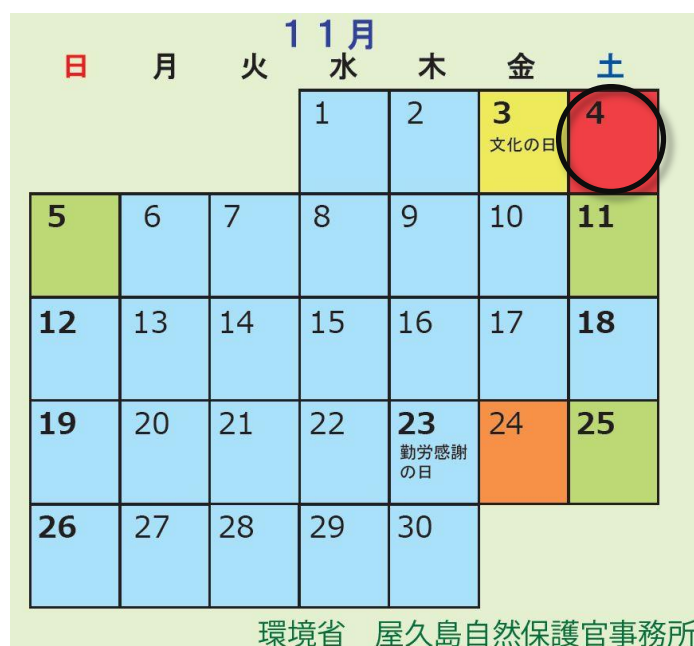 11月
日 月 火 水 木 金 土
1 2 3 4
文化の日
5 6 7 8 9 10 11
12 13 14 15 16 17 18
19 20 21 22 23 24 25
勤労感謝
の日
26 27 28 29 30
環境省 屋久島自然保護官事務所